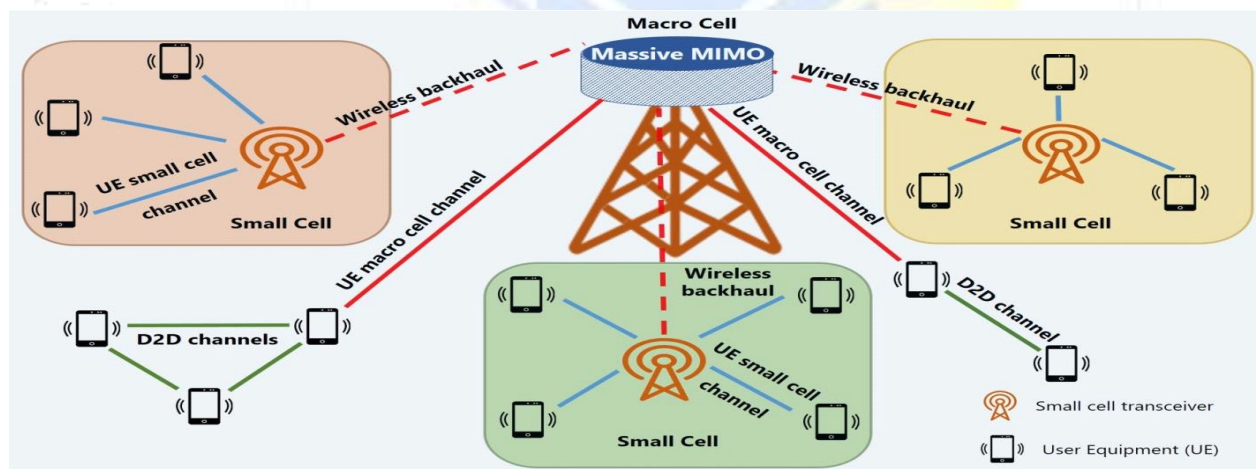 Macro Cell
Massive MIMO
Wireless backhaul
Wireless backhaul
UE small cell
channel
Small Cell
UE macro cell channel
UE macro cell channel
Small Cell
Wireless
backhaul
D2D channels
D2D channel
UE small cell
channel
Small Cell
Small cell transceiver
User Equipment (UE)